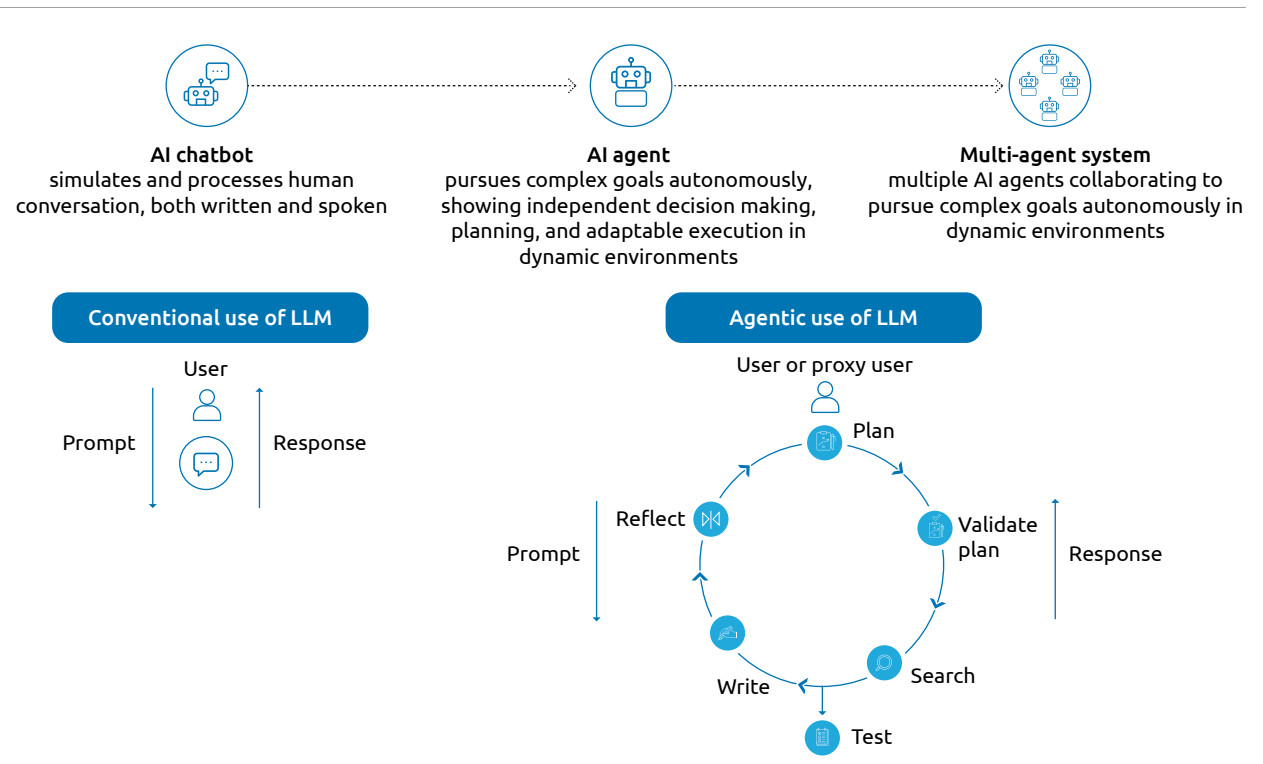 AI chatbot
simulates and processes human
conversation, both written and spoken
AI agent
pursues complex goals autonomously,
showing independent decision making,
planning, and adaptable execution in
dynamic environments
Multi-agent system
multiple AI agents collaborating to
pursue complex goals autonomously in
dynamic environments
Conventional use of LLM
User
Prompt
Response
Agentic use of LLM
User or proxy user
Plan
Validate
plan
Search
Test
Write
Reflect
Prompt
Response